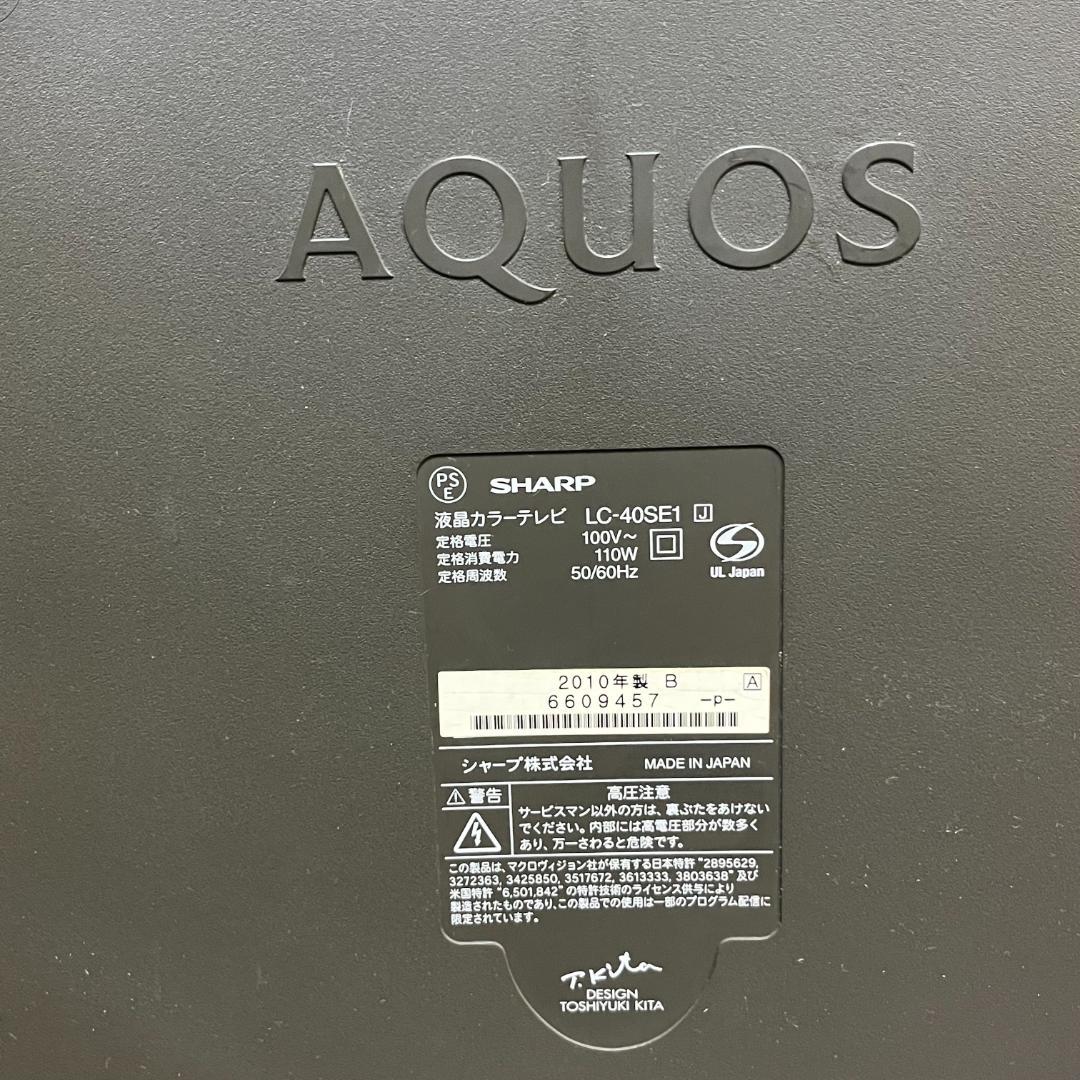 AQUOS
PS E SHARP
液晶カラーテレビ LC-40SE1 J
定格電圧 100V～
定格消費電力 110W
定格周波数 50/60Hz
UL Japan
2010年製 B A
6609457 -p-
シャープ株式会社 MADE IN JAPAN
警告 高圧注意
サービスマン以外の方は、裏ぶたをあけない
でください。内部には高電圧部分が数多く
あり、万一さわると危険です。
この製品は、マクロヴィジョン社が保有する日本特許 "2895629,
3272363, 3425850, 3517672, 3613333, 3803638" 及び
米国特許 "6,501,842" の特許技術のライセンス供与により
製造されたものであり、この製品での使用は一部のプログラム配信に
限定されています。
T. Kita
DESIGN
TOSHIYUKI KITA